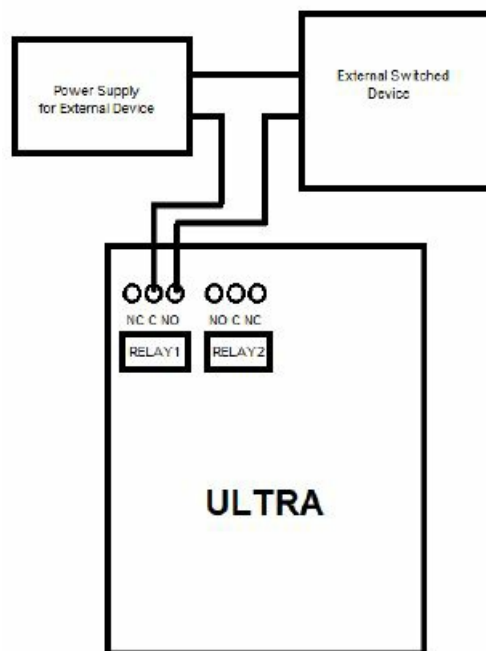 Power Supply
for External Device
External Switched
Device
NC C NO
NO C NC
RELAY1
RELAY2
ULTRA